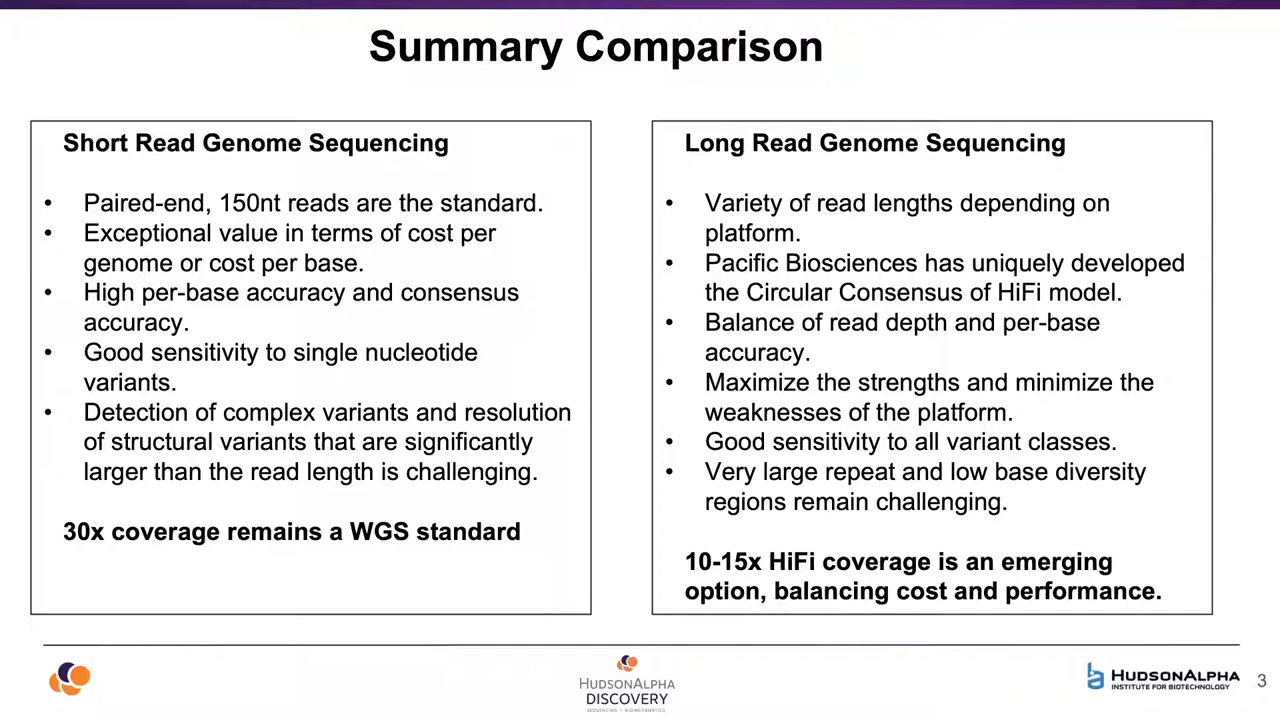 Summary Comparison
Short Read Genome Sequencing
• Paired-end, 150nt reads are the standard.
• Exceptional value in terms of cost per
genome or cost per base.
• High per-base accuracy and consensus
accuracy.
• Good sensitivity to single nucleotide
variants.
• Detection of complex variants and resolution
of structural variants that are significantly
larger than the read length is challenging.
30x coverage remains a WGS standard
Long Read Genome Sequencing
• Variety of read lengths depending on
platform.
• Pacific Biosciences has uniquely developed
the Circular Consensus of HiFi model.
• Balance of read depth and per-base
accuracy.
• Maximize the strengths and minimize the
weaknesses of the platform.
• Good sensitivity to all variant classes.
• Very large repeat and low base diversity
regions remain challenging.
10-15x HiFi coverage is an emerging
option, balancing cost and performance.
HUDSONALPHA
DISCOVERY
SEQUENCING | BIOINFORMATICS
HUDSONALPHA
INSTITUTE FOR BIOTECHNOLOGY
3